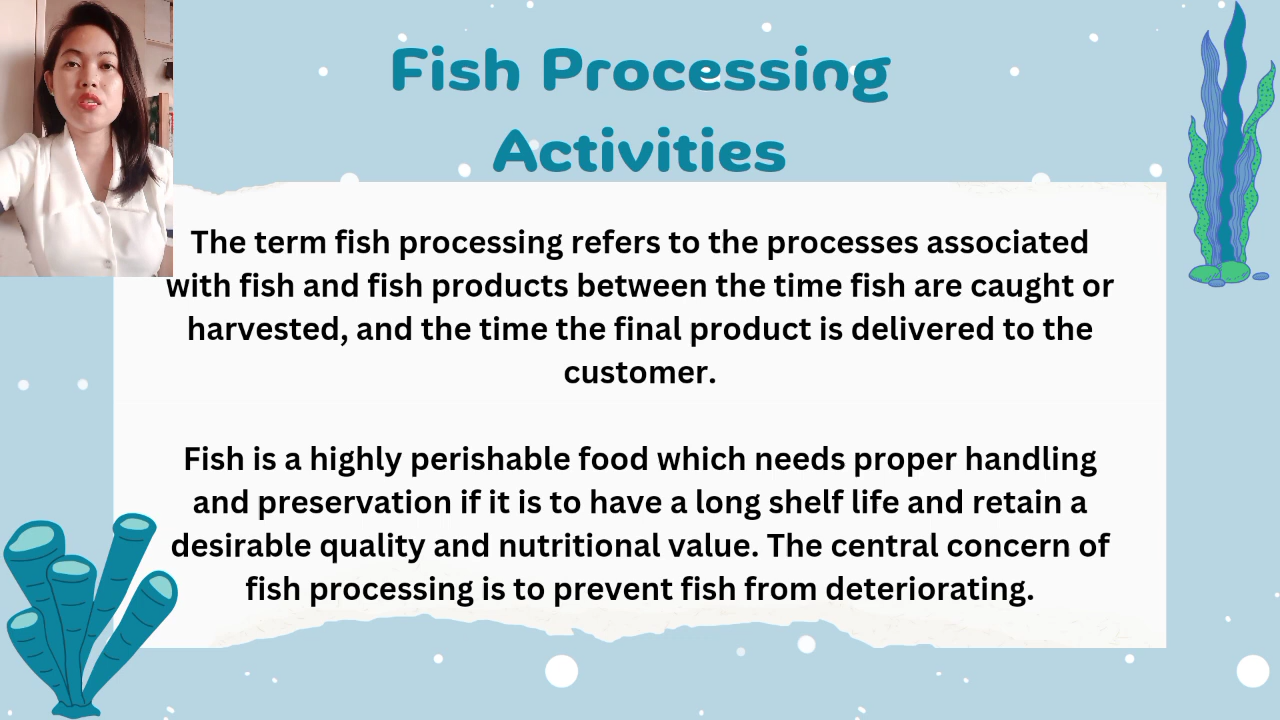 Fish Processing
Activities
The term fish processing refers to the processes associated
with fish and fish products between the time fish are caught or
harvested, and the time the final product is delivered to the
customer.
Fish is a highly perishable food which needs proper handling
and preservation if it is to have a long shelf life and retain a
desirable quality and nutritional value. The central concern of
fish processing is to prevent fish from deteriorating.